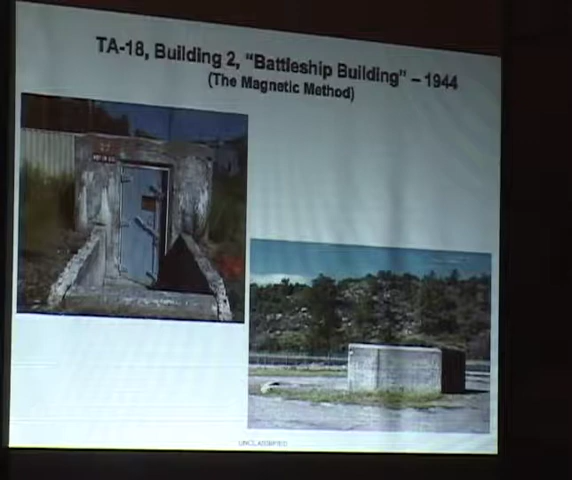 TA-18, Building 2, “Battleship Building” – 1944
(The Magnetic Method)
UNCLASSIFIED